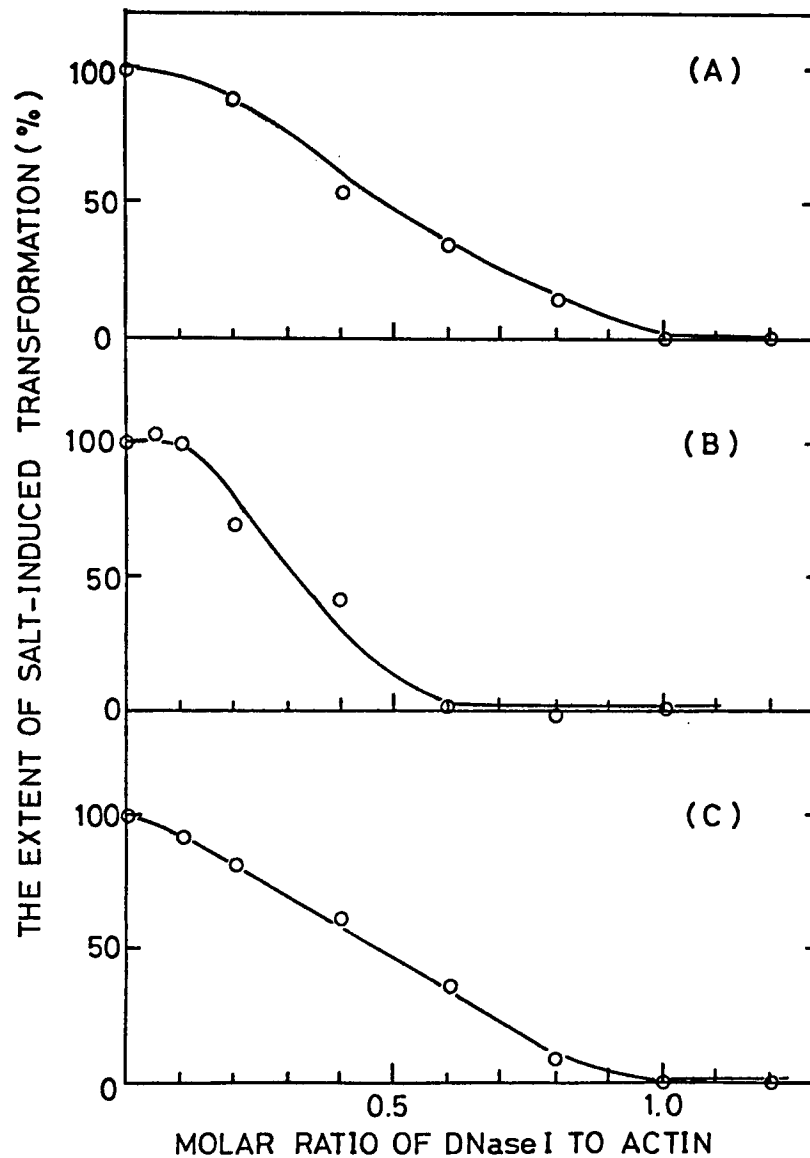 THE EXTENT OF SALT-INDUCED TRANSFORMATION (%)
(A)
100
50
0
(B)
100
50
0
(C)
100
50
0
0.5
1.0
MOLAR RATIO OF DNase I TO ACTIN